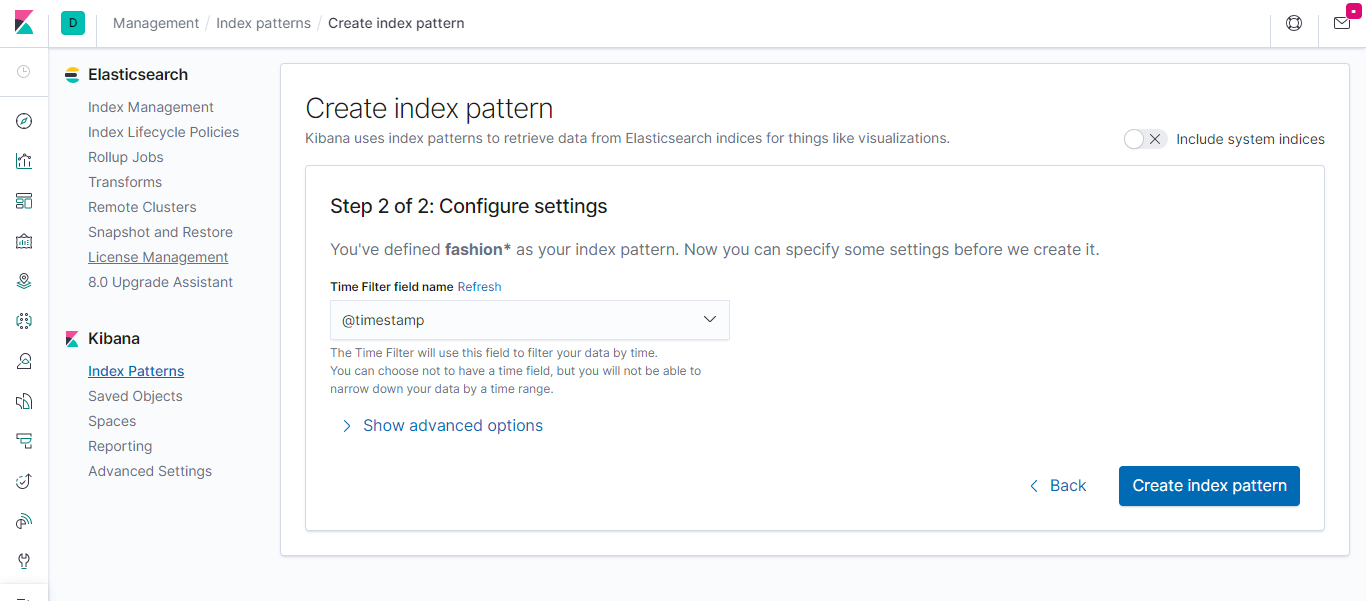 D Management / Index patterns / Create index pattern
Elasticsearch
Index Management
Index Lifecycle Policies
Rollup Jobs
Transforms
Remote Clusters
Snapshot and Restore
License Management
8.0 Upgrade Assistant
Kibana
Index Patterns
Saved Objects
Spaces
Reporting
Advanced Settings
Create index pattern
Kibana uses index patterns to retrieve data from Elasticsearch indices for things like visualizations.
Include system indices
Step 2 of 2: Configure settings
You've defined fashion* as your index pattern. Now you can specify some settings before we create it.
Time Filter field name Refresh
@timestamp
The Time Filter will use this field to filter your data by time.
You can choose not to have a time field, but you will not be able to
narrow down your data by a time range.
Show advanced options
Back
Create index pattern